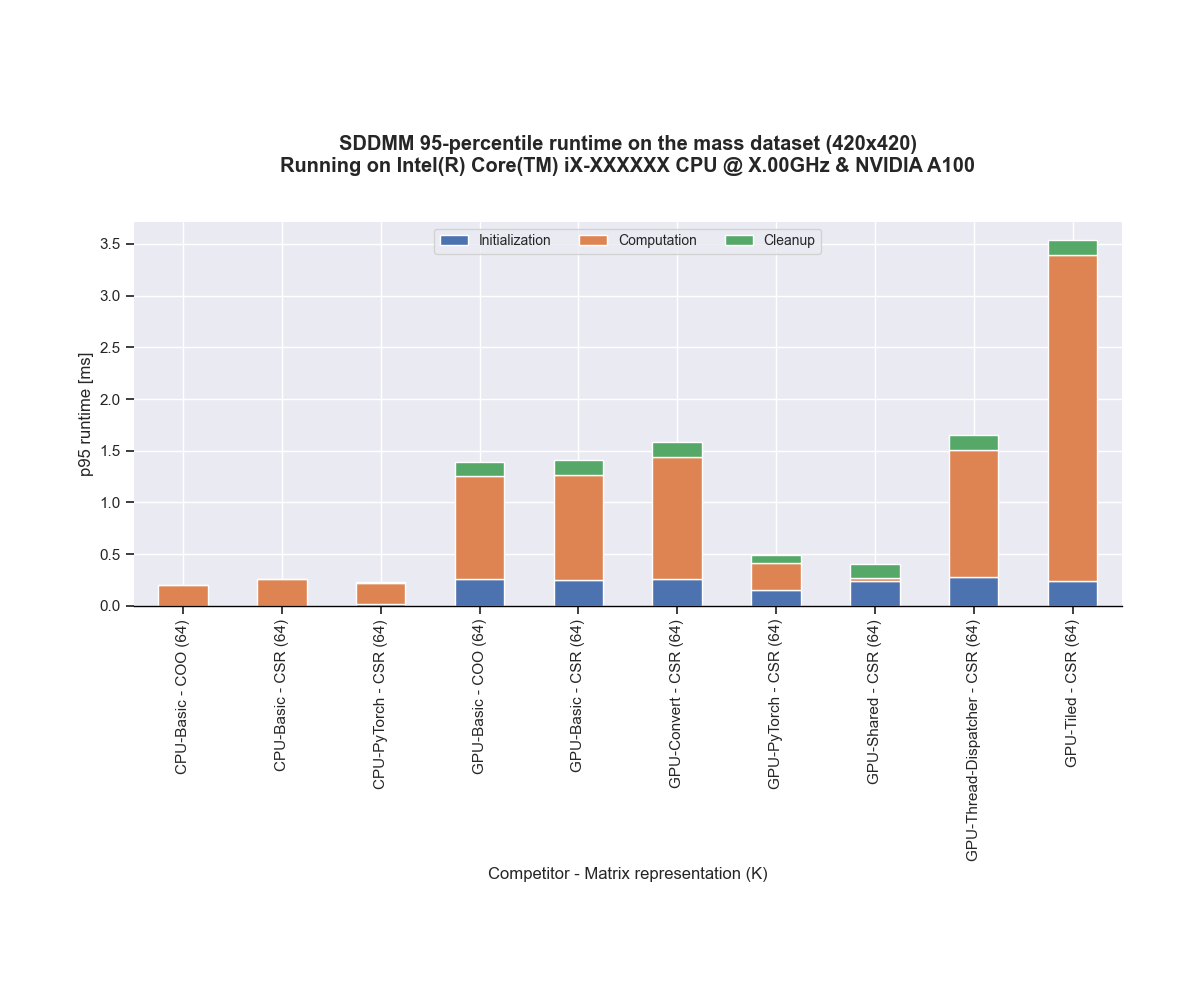 SDDMM 95-percentile runtime on the mass dataset (420x420)
Running on Intel(R) Core(TM) iX-XXXXXX CPU @ X.00GHz & NVIDIA A100
Initialization
Computation
Cleanup
p95 runtime [ms]
3.5
3.0
2.5
2.0
1.5
1.0
0.5
0.0
CPU-Basic - COO (64)
CPU-Basic - CSR (64)
CPU-PyTorch - CSR (64)
GPU-Basic - COO (64)
GPU-Basic - CSR (64)
GPU-Convert - CSR (64)
GPU-PyTorch - CSR (64)
GPU-Shared - CSR (64)
GPU-Thread-Dispatcher - CSR (64)
GPU-Tiled - CSR (64)
Competitor - Matrix representation (K)